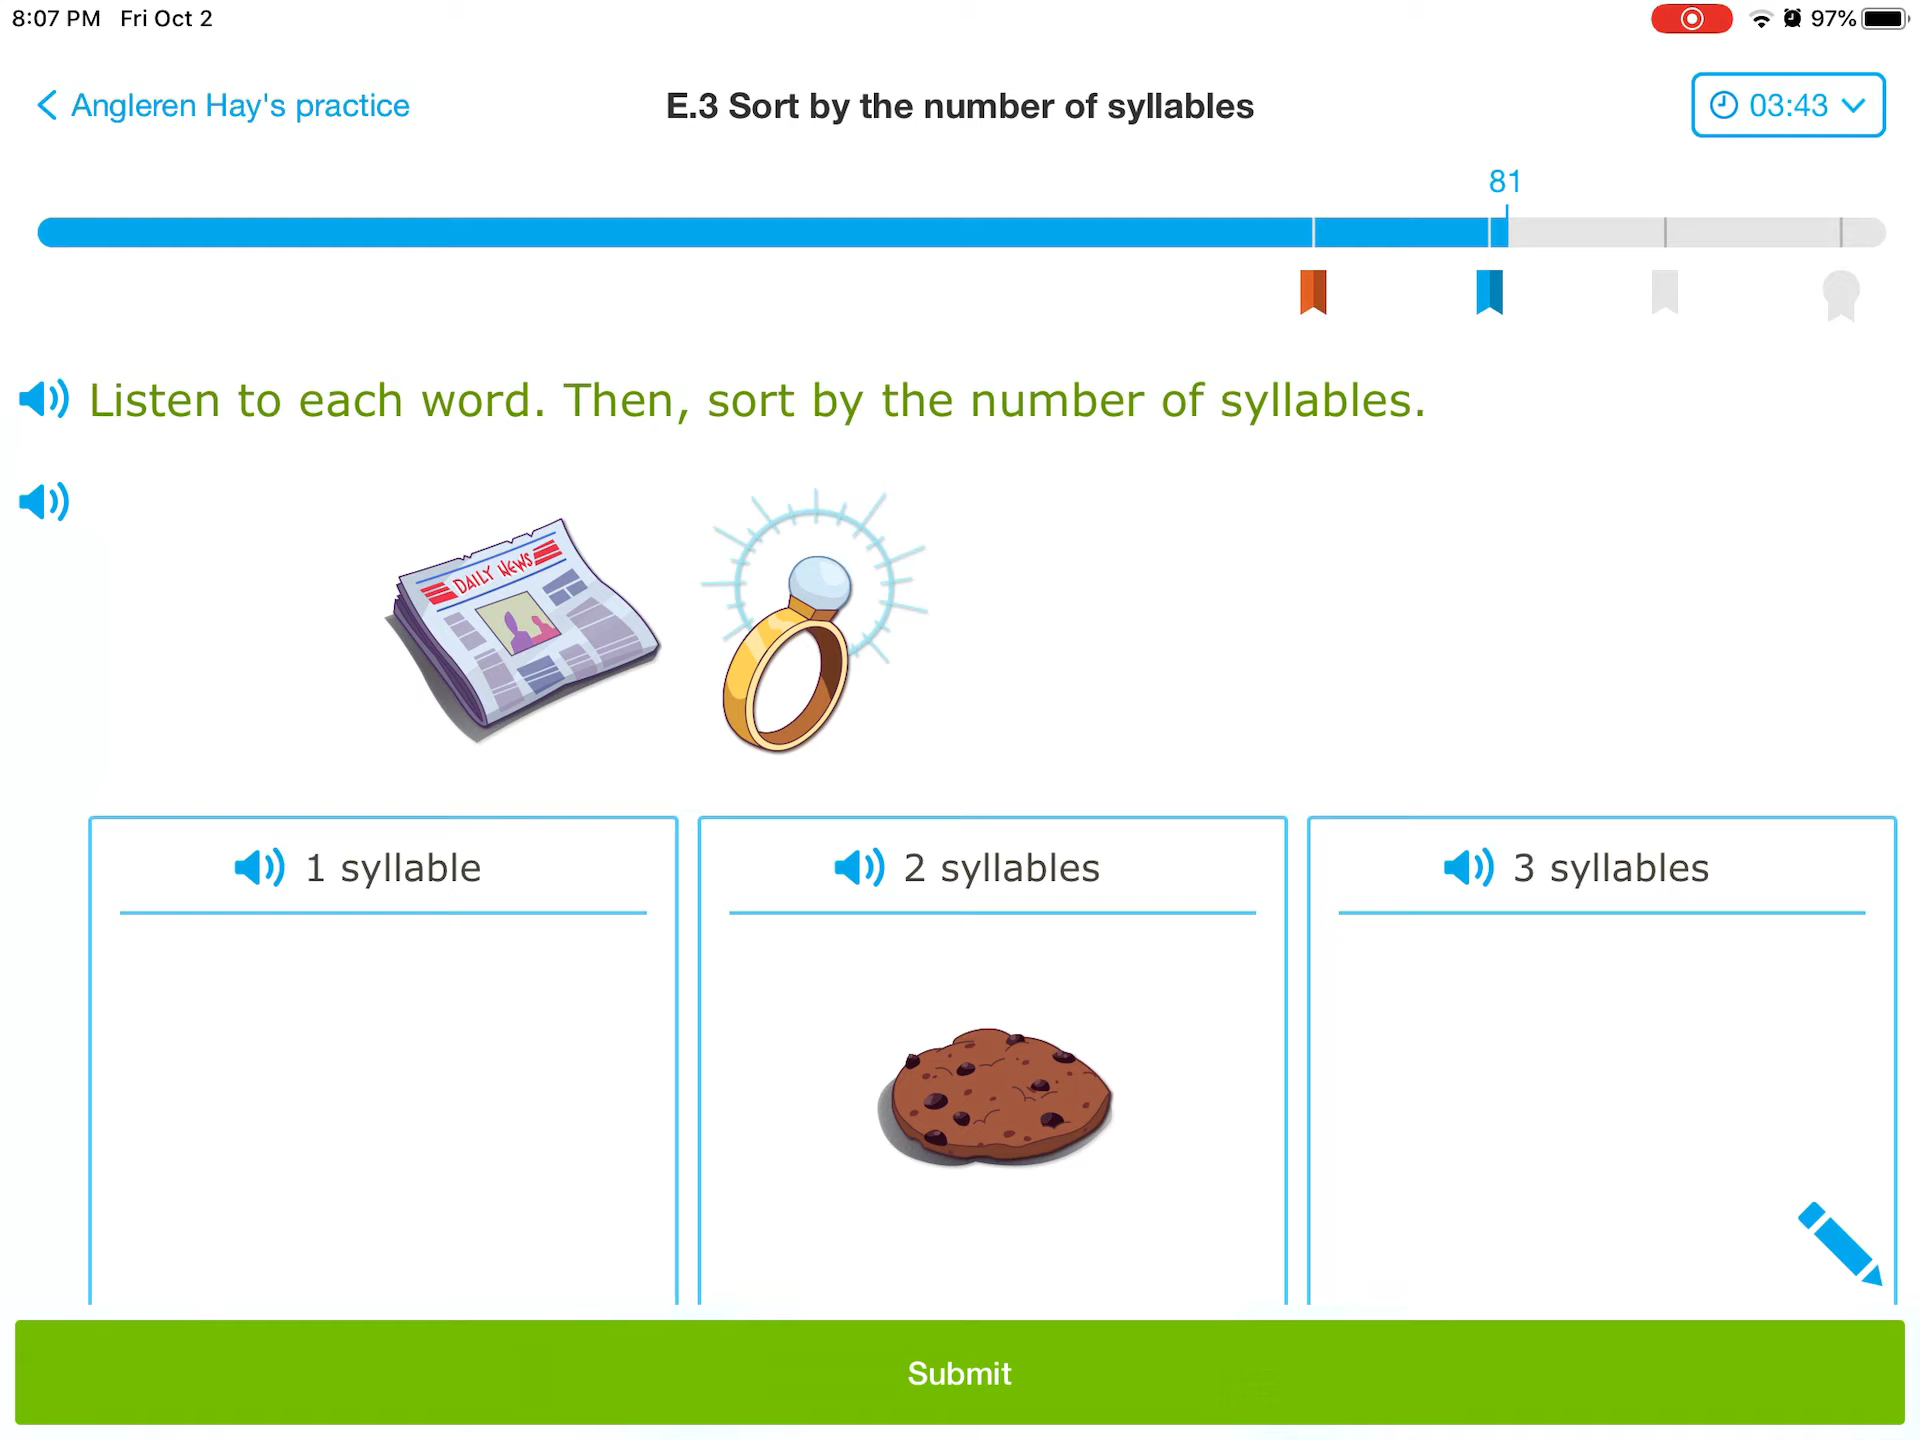 8:07 PM Fri Oct 2
97%
Angleren Hay's practice
E.3 Sort by the number of syllables
03:43
81
Listen to each word. Then, sort by the number of syllables.
DAILY NEWS
1 syllable
2 syllables
3 syllables
Submit